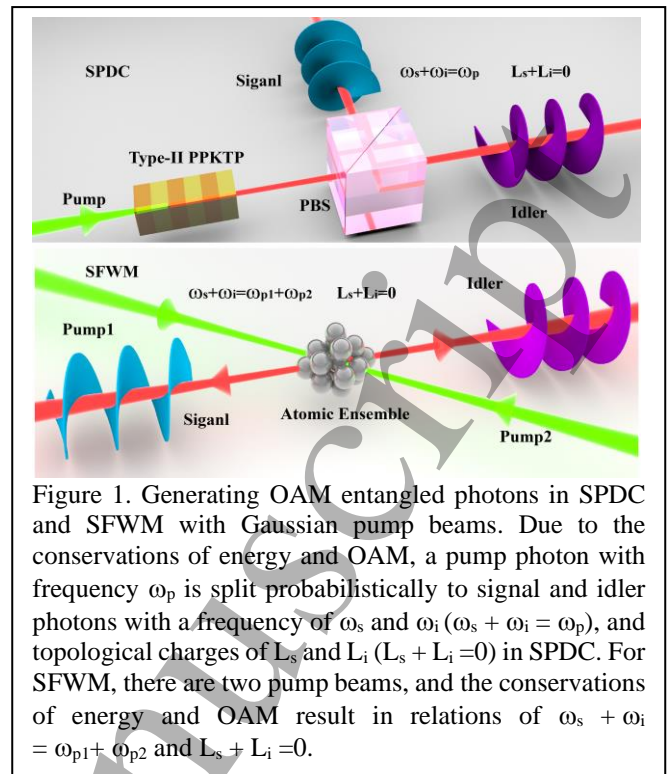 SPDC
Siganl
ωs+ωi=ωp
Ls+Li=0
Type-II PPKTP
Pump
PBS
Idler
SFWM
ωs+ωi=ωp1+ωp2
Ls+Li=0
Idler
Pump1
Siganl
Atomic Ensemble
Pump2
Figure 1. Generating OAM entangled photons in SPDC
and SFWM with Gaussian pump beams. Due to the
conservations of energy and OAM, a pump photon with
frequency ωp is split probabilistically to signal and idler
photons with a frequency of ωs and ωi (ωs + ωi = ωp), and
topological charges of Ls and Li (Ls + Li =0) in SPDC. For
SFWM, there are two pump beams, and the conservations
of energy and OAM result in relations of ωs + ωi
= ωp1+ ωp2 and Ls + Li =0.
nuscript